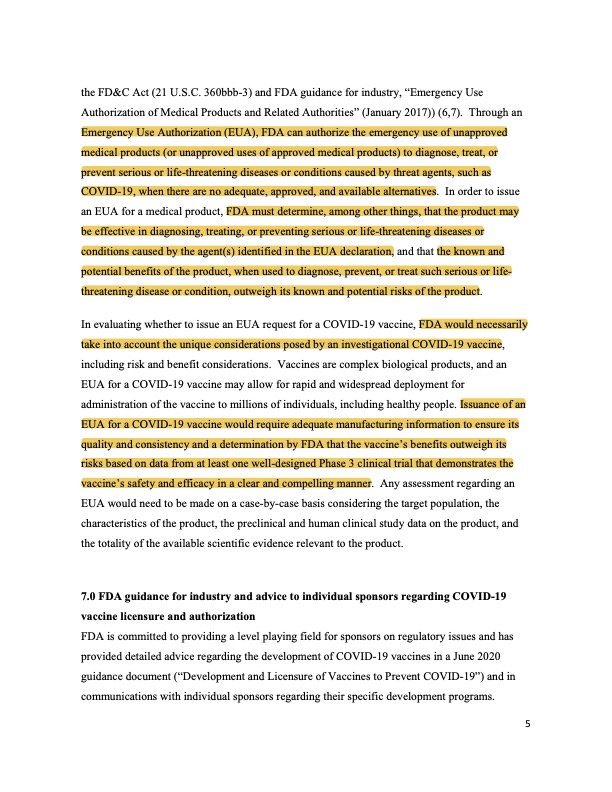 the FD&C Act (21 U.S.C. 360bbb-3) and FDA guidance for industry, “Emergency Use
Authorization of Medical Products and Related Authorities” (January 2017)) (6,7).  Through an
Emergency Use Authorization (EUA), FDA can authorize the emergency use of unapproved
medical products (or unapproved uses of approved medical products) to diagnose, treat, or
prevent serious or life-threatening diseases or conditions caused by threat agents, such as
COVID-19, when there are no adequate, approved, and available alternatives.  In order to issue
an EUA for a medical product, FDA must determine, among other things, that the product may
be effective in diagnosing, treating, or preventing serious or life-threatening diseases or
conditions caused by the agent(s) identified in the EUA declaration, and that the known and
potential benefits of the product, when used to diagnose, prevent, or treat such serious or life-
threatening disease or condition, outweigh its known and potential risks of the product.
In evaluating whether to issue an EUA request for a COVID-19 vaccine, FDA would necessarily
take into account the unique considerations posed by an investigational COVID-19 vaccine,
including risk and benefit considerations.  Vaccines are complex biological products, and an
EUA for a COVID-19 vaccine may allow for rapid and widespread deployment for
administration of the vaccine to millions of individuals, including healthy people. Issuance of an
EUA for a COVID-19 vaccine would require adequate manufacturing information to ensure its
quality and consistency and a determination by FDA that the vaccine’s benefits outweigh its
risks based on data from at least one well-designed Phase 3 clinical trial that demonstrates the
vaccine’s safety and efficacy in a clear and compelling manner.  Any assessment regarding an
EUA would need to be made on a case-by-case basis considering the target population, the
characteristics of the product, the preclinical and human clinical study data on the product, and
the totality of the available scientific evidence relevant to the product.
7.0 FDA guidance for industry and advice to individual sponsors regarding COVID-19
vaccine licensure and authorization
FDA is committed to providing a level playing field for sponsors on regulatory issues and has
provided detailed advice regarding the development of COVID-19 vaccines in a June 2020
guidance document (“Development and Licensure of Vaccines to Prevent COVID-19”) and in
communications with individual sponsors regarding their specific development programs.
5